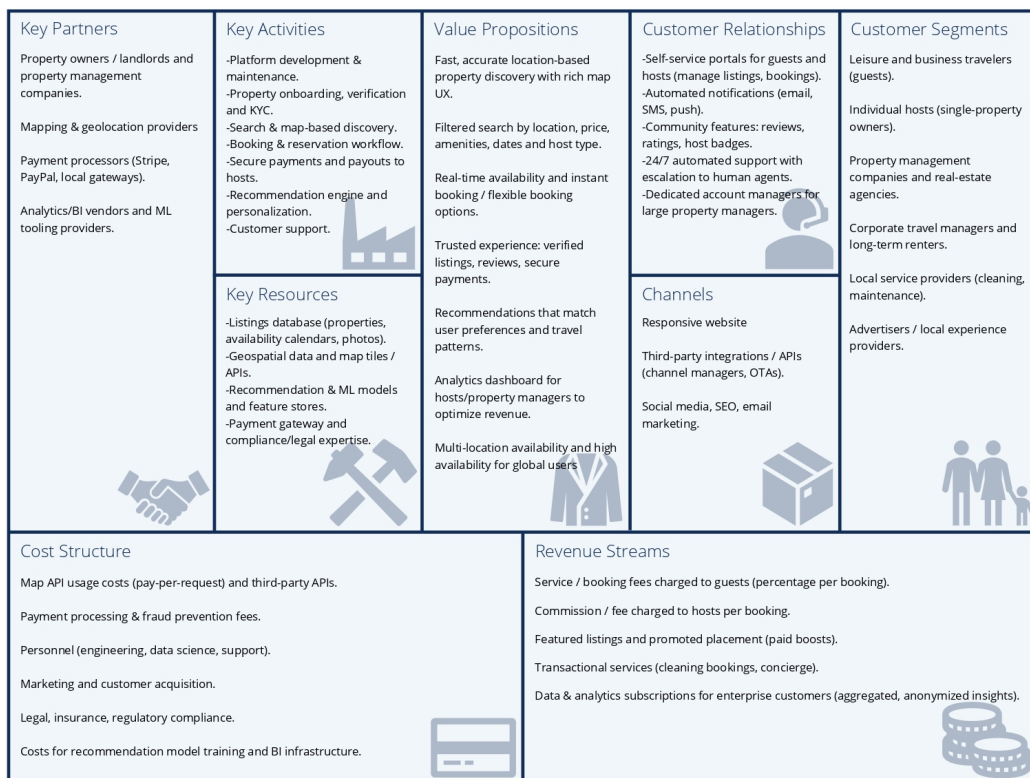 Key Partners
Property owners / landlords and
property management
companies.
Mapping & geolocation providers
Payment processors (Stripe,
PayPal, local gateways).
Analytics/BI vendors and ML
tooling providers.
Key Activities
-Platform development &
maintenance.
-Property onboarding, verification
and KYC.
-Search & map-based discovery.
-Booking & reservation workflow.
-Secure payments and payouts to
hosts.
-Recommendation engine and
personalization.
-Customer support.
Key Resources
-Listings database (properties,
availability calendars, photos).
-Geospatial data and map tiles /
APIs.
-Recommendation & ML models
and feature stores.
-Payment gateway and
compliance/legal expertise.
Value Propositions
Fast, accurate location-based
property discovery with rich map
UX.
Filtered search by location, price,
amenities, dates and host type.
Real-time availability and instant
booking / flexible booking
options.
Trusted experience: verified
listings, reviews, secure
payments.
Recommendations that match
user preferences and travel
patterns.
Analytics dashboard for
hosts/property managers to
optimize revenue.
Multi-location availability and high
availability for global users
Customer Relationships
-Self-service portals for guests and
hosts (manage listings, bookings).
-Automated notifications (email,
SMS, push).
-Community features: reviews,
ratings, host badges.
-24/7 automated support with
escalation to human agents.
-Dedicated account managers for
large property managers.
Channels
Responsive website
Third-party integrations / APIs
(channel managers, OTAs).
Social media, SEO, email
marketing.
Customer Segments
Leisure and business travelers
(guests).
Individual hosts (single-property
owners).
Property management
companies and real-estate
agencies.
Corporate travel managers and
long-term renters.
Local service providers (cleaning,
maintenance).
Advertisers / local experience
providers.
Cost Structure
Map API usage costs (pay-per-request) and third-party APIs.
Payment processing & fraud prevention fees.
Personnel (engineering, data science, support).
Marketing and customer acquisition.
Legal, insurance, regulatory compliance.
Costs for recommendation model training and BI infrastructure.
Revenue Streams
Service / booking fees charged to guests (percentage per booking).
Commission / fee charged to hosts per booking.
Featured listings and promoted placement (paid boosts).
Transactional services (cleaning bookings, concierge).
Data & analytics subscriptions for enterprise customers (aggregated, anonymized insights).